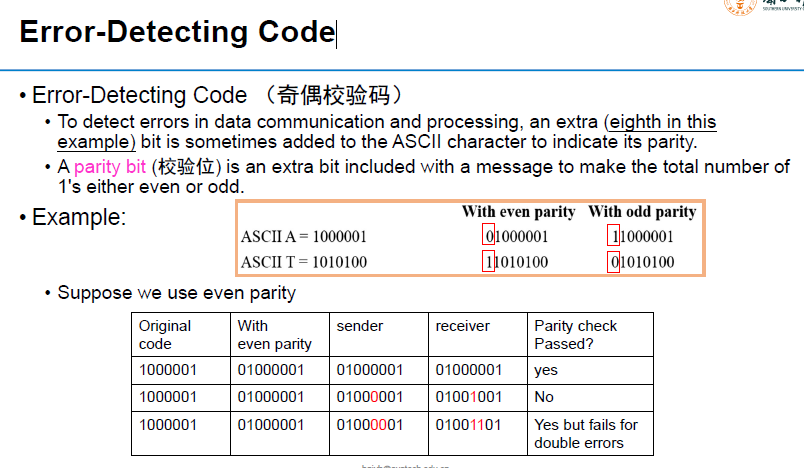 Error-Detecting Code
• Error-Detecting Code （奇偶校验码）
• To detect errors in data communication and processing, an extra (eighth in this
example) bit is sometimes added to the ASCII character to indicate its parity.
• A parity bit (校验位) is an extra bit included with a message to make the total number of
1's either even or odd.
• Example:
With even parity With odd parity
ASCII A = 1000001 01000001 11000001
ASCII T = 1010100 11010100 01010100
• Suppose we use even parity
Original code With even parity sender receiver Parity check Passed?
1000001 01000001 01000001 01000001 yes
1000001 01000001 01000001 01001001 No
1000001 01000001 01000001 01001101 Yes but fails for double errors